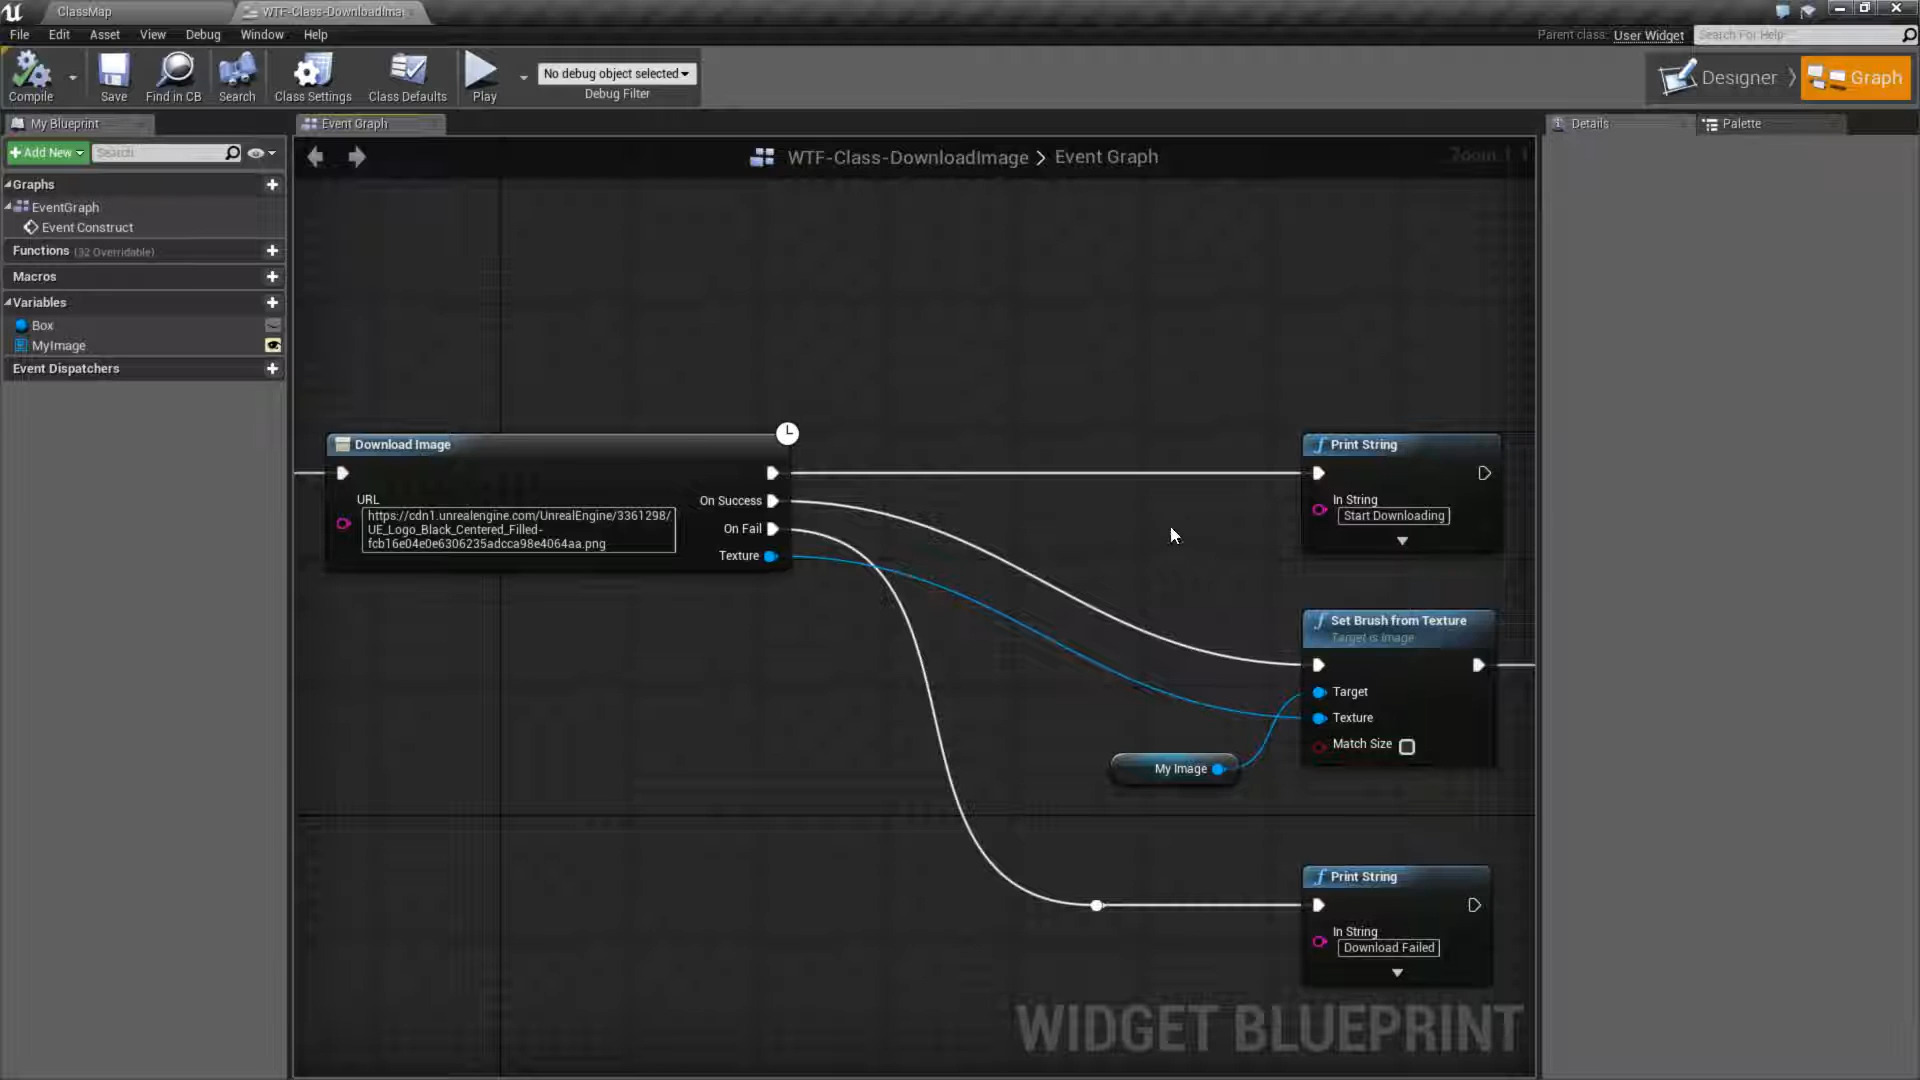 ClassMap
WTF-Class-DownloadIma
File Edit Asset View Debug Window Help
Parent class: User Widget
Search For Help
Compile
Save
Find in CB
Search
Class Settings
Class Defaults
Play
No debug object selected
Debug Filter
Designer
Graph
My Blueprint
Event Graph
Details
Palette
Add New
Search
WTF-Class-DownloadImage > Event Graph
Zoom 1:1
Graphs
EventGraph
Event Construct
Functions (32 Overridable)
Macros
Variables
Box
MyImage
Event Dispatchers
Download Image
URL
https://cdn1.unrealengine.com/UnrealEngine/3361298/
UE_Logo_Black_Centered_Filled-
fcb16e04e0e6306235adcca98e4064aa.png
On Success
On Fail
Texture
Print String
In String
Start Downloading
Set Brush from Texture
Target is Image
Target
Texture
Match Size
My Image
Print String
In String
Download Failed
WIDGET BLUEPRINT